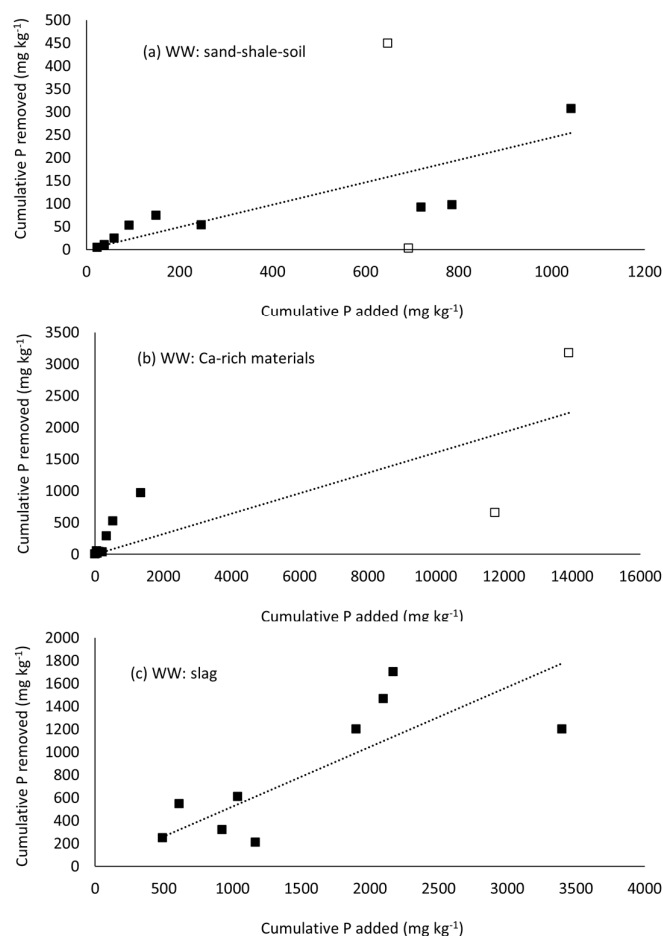 (a) WW: sand-shale-soil
Cumulative P removed (mg kg⁻¹)
500
450
400
350
300
250
200
150
100
50
0
0 200 400 600 800 1000 1200
Cumulative P added (mg kg⁻¹)
(b) WW: Ca-rich materials
Cumulative P removed (mg kg⁻¹)
3500
3000
2500
2000
1500
1000
500
0
0 2000 4000 6000 8000 10000 12000 14000 16000
Cumulative P added (mg kg⁻¹)
(c) WW: slag
Cumulative P removed (mg kg⁻¹)
2000
1800
1600
1400
1200
1000
800
600
400
200
0
0 500 1000 1500 2000 2500 3000 3500 4000
Cumulative P added (mg kg⁻¹)